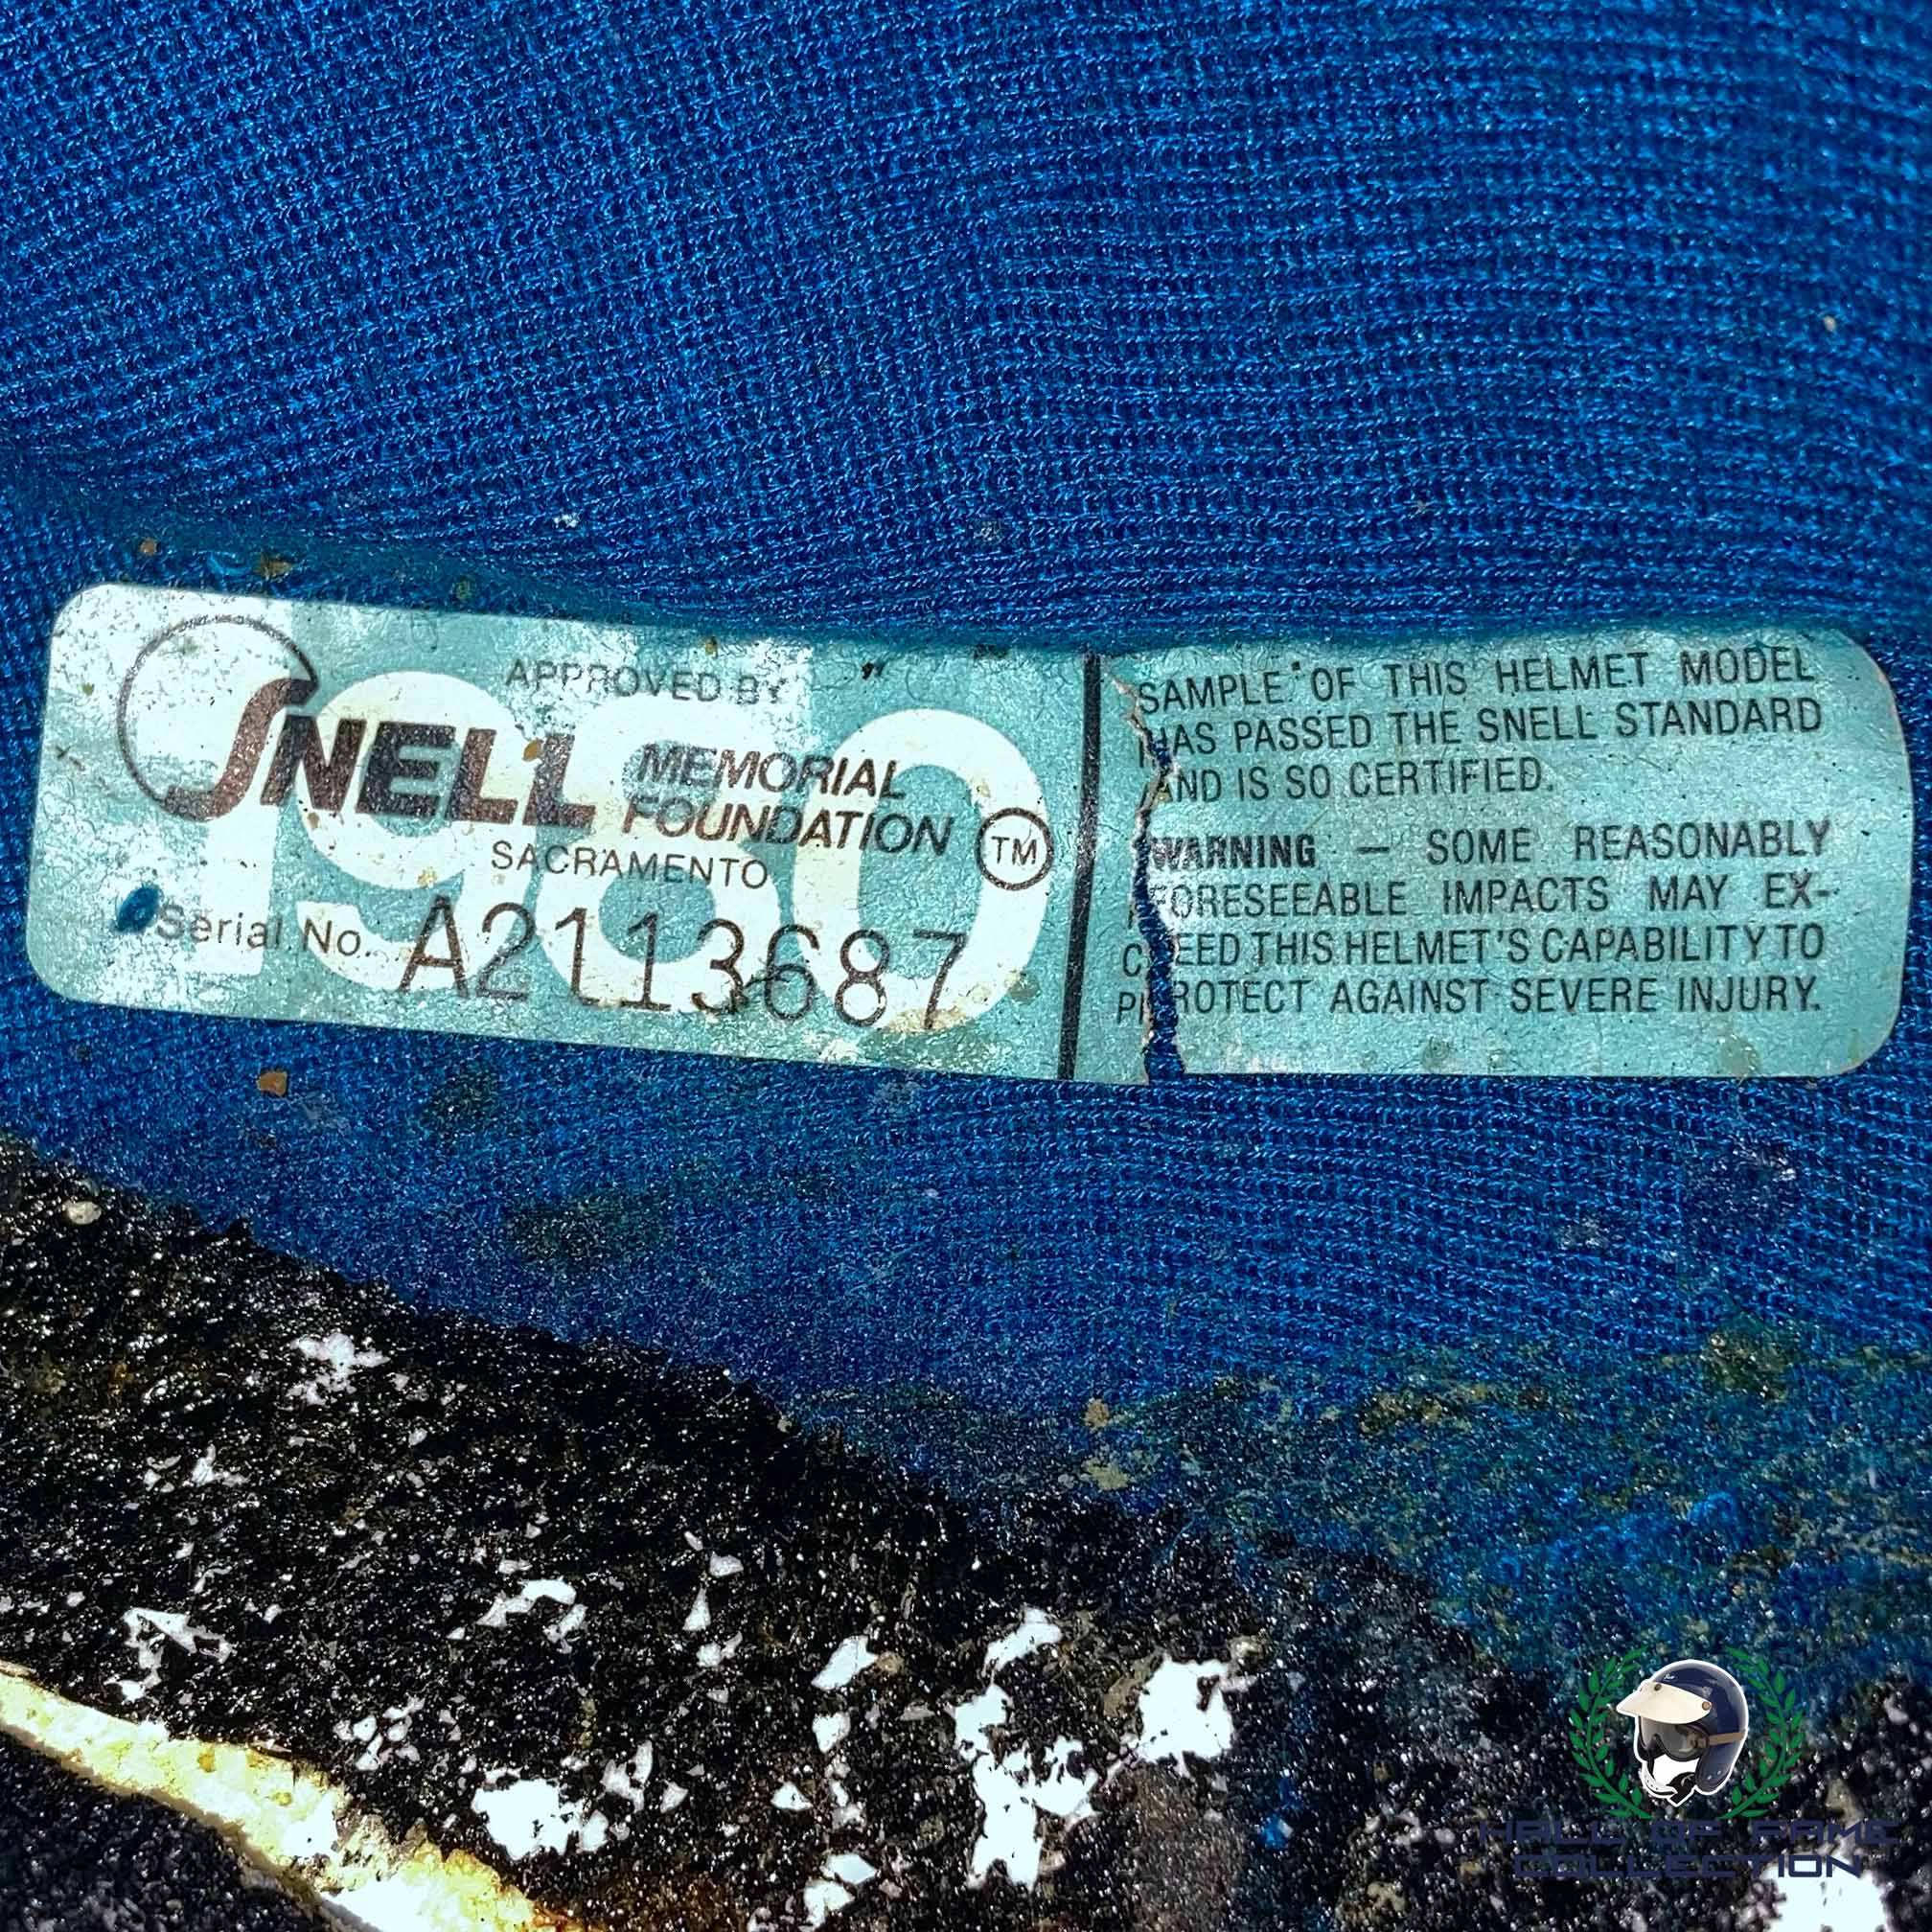 1980
APPROVED BY
SNELL MEMORIAL
FOUNDATION
TM
SACRAMENTO
Serial No. A2113687
SAMPLE OF THIS HELMET MODEL
HAS PASSED THE SNELL STANDARD
AND IS SO CERTIFIED.
WARNING — SOME REASONABLY
FORESEEABLE IMPACTS MAY EX-
CEED THIS HELMET'S CAPABILITY TO
PROTECT AGAINST SEVERE INJURY.
HALL OF FAME
COLLECTION